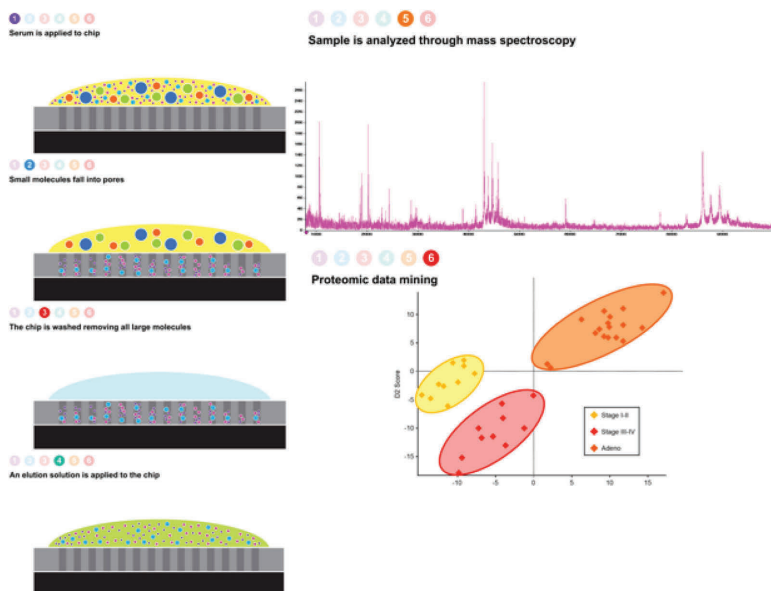 1 2 3 4 5 6
Serum is applied to chip
1 2 3 4 5 6
Small molecules fall into pores
1 2 3 4 5 6
The chip is washed removing all large molecules
1 2 3 4 5 6
An elution solution is applied to the chip
1 2 3 4 5 6
Sample is analyzed through mass spectroscopy
1 2 3 4 5 6
Proteomic data mining
10
5
0
-5
-10
-15
D2 Score
-10 -5 0 5 10 15
Stage I-II
Stage III-IV
Adeno